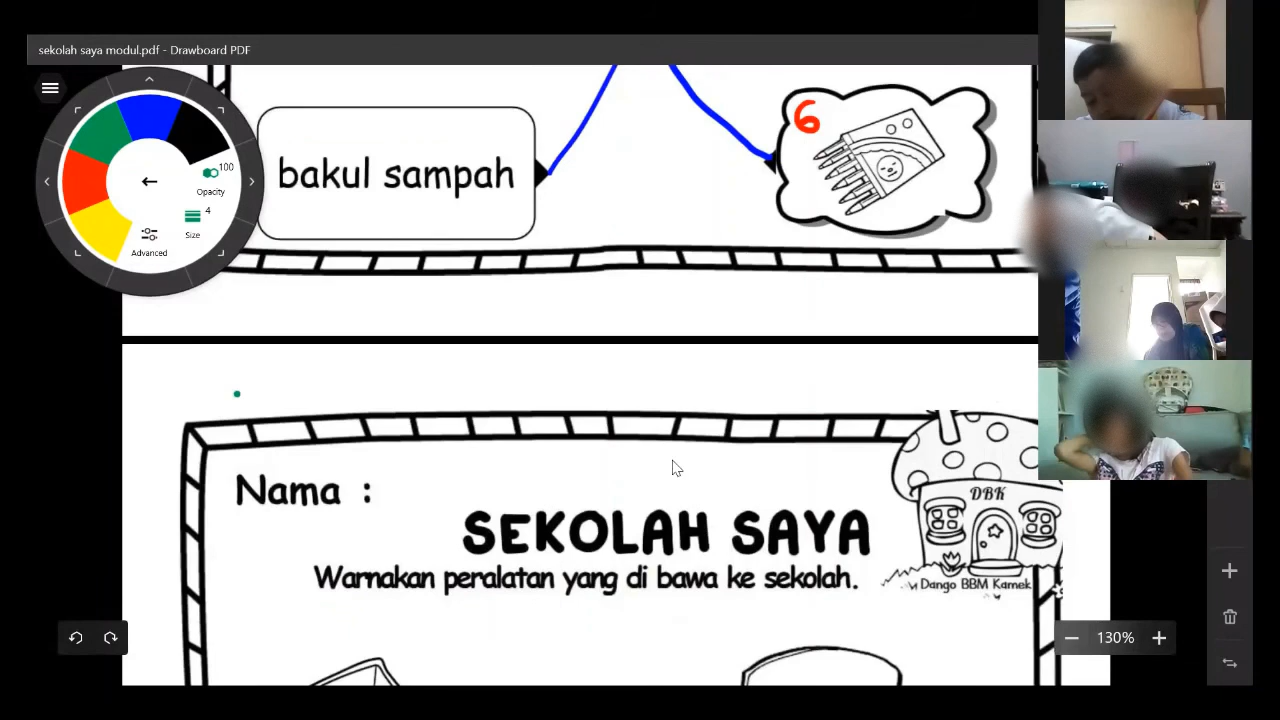 sekolah saya modul.pdf - Drawboard PDF
100
Opacity
4
Size
Advanced
bakul sampah
6
Nama :
SEKOLAH SAYA
Warnakan peralatan yang di bawa ke sekolah.
DBK
Dango BBM Kamek
130%